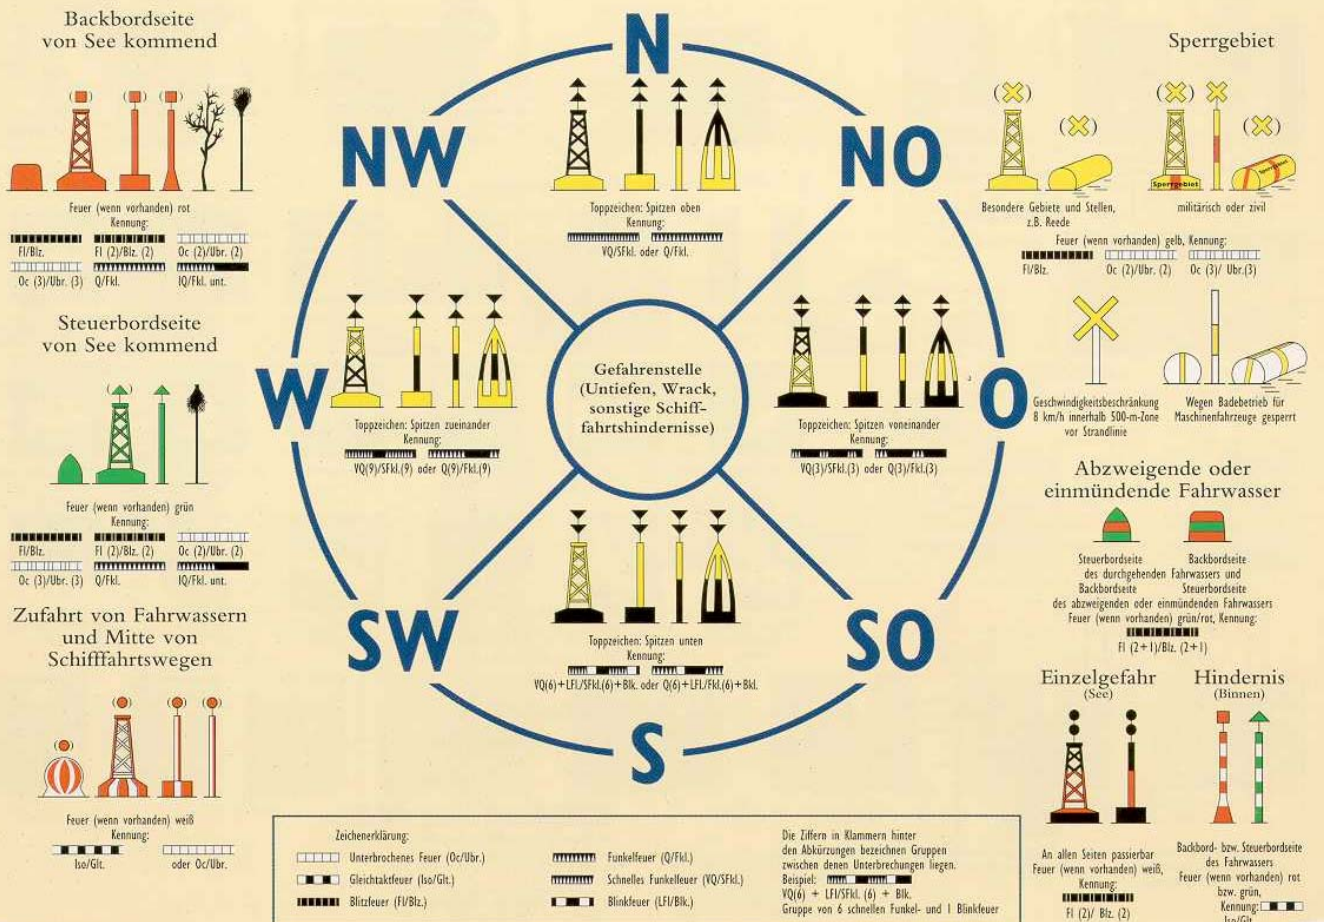 Backbordseite
von See kommend
Feuer (wenn vorhanden) rot
Kennung:
Fl/Blz.
Fl (2)/Blz. (2)
Oc (2)/Ubr. (2)
Oc (3)/Ubr. (3)
Q/Fkl.
IQ/Fkl. unt.
Steuerbordseite
von See kommend
Feuer (wenn vorhanden) grün
Kennung:
Fl/Blz.
Fl (2)/Blz. (2)
Oc (2)/Ubr. (2)
Oc (3)/Ubr. (3)
Q/Fkl.
IQ/Fkl. unt.
Zufahrt von Fahrwassern
und Mitte von
Schifffahrtswegen
Feuer (wenn vorhanden) weiß
Kennung:
Iso/Glt.
oder Oc/Ubr.
N
NW
NO
W
O
SW
SO
S
Toppzeichen: Spitzen oben
Kennung:
VQ/SFkl. oder Q/Fkl.
Toppzeichen: Spitzen zueinander
Kennung:
VQ(9)/SFkl.(9) oder Q(9)/Fkl.(9)
Gefahrenstelle
(Untiefen, Wrack,
sonstige Schiff-
fahrtshindernisse)
Toppzeichen: Spitzen voneinander
Kennung:
VQ(3)/SFkl.(3) oder Q(3)/Fkl.(3)
Toppzeichen: Spitzen unten
Kennung:
VQ(6)+LFl./SFkl.(6)+Blk. oder Q(6)+LFl./Fkl.(6)+Bkl.
Sperrgebiet
Sperrgebiet
Sperrgebiet
Besondere Gebiete und Stellen,
z.B. Reede
militärisch oder zivil
Feuer (wenn vorhanden) gelb, Kennung:
Fl/Blz.
Oc (2)/Ubr. (2)
Oc (3)/ Ubr.(3)
Geschwindigkeitsbeschränkung
8 km/h innerhalb 500-m-Zone
vor Strandlinie
Wegen Badebetrieb für
Maschinenfahrzeuge gesperrt
Abzweigende oder
einmündende Fahrwasser
Steuerbordseite Backbordseite
des durchgehenden Fahrwassers und
Backbordseite Steuerbordseite
des abzweigenden oder einmündenden Fahrwassers
Feuer (wenn vorhanden) grün/rot, Kennung:
Fl (2+1)/Blz. (2+1)
Einzelgefahr
(See)
An allen Seiten passierbar
Feuer (wenn vorhanden) weiß,
Kennung:
Fl (2)/ Blz. (2)
Hindernis
(Binnen)
Backbord- bzw. Steuerbordseite
des Fahrwassers
Feuer (wenn vorhanden) rot
bzw. grün,
Kennung:
Iso/Glt.
Zeichenerklärung:
Unterbrochenes Feuer (Oc/Ubr.)
Gleichtaktfeuer (Iso/Glt.)
Blitzfeuer (Fl/Blz.)
Funkelfeuer (Q/Fkl.)
Schnelles Funkelfeuer (VQ/SFkl.)
Blinkfeuer (LFl/Blk.)
Die Ziffern in Klammern hinter
den Abkürzungen bezeichnen Gruppen
zwischen denen Unterbrechungen liegen.
Beispiel:
VQ(6) + LFl/SFkl. (6) + Blk.
Gruppe von 6 schnellen Funkel- und 1 Blinkfeuer